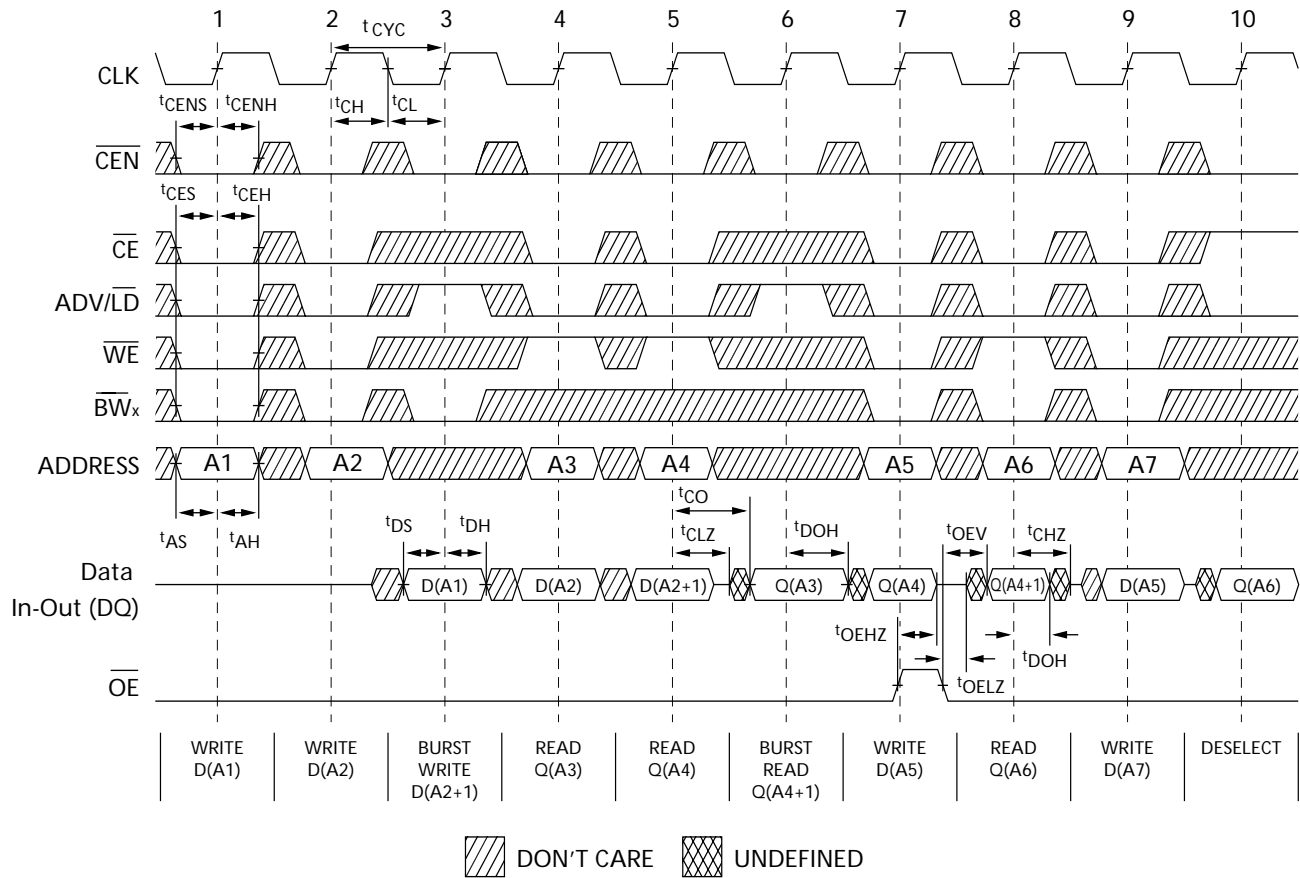 1 2 3 4 5 6 7 8 9 10
tCYC
CLK
tCENS tCENH tCH tCL
CEN
tCES tCEH
CE
ADV/LD
WE
BWx
ADDRESS A1 A2 A3 A4 A5 A6 A7
tCO
tAS tAH tDS tDH tCLZ tDOH tOEV tCHZ
Data
In-Out (DQ)
D(A1) D(A2) D(A2+1) Q(A3) Q(A4) Q(A4+1) D(A5) Q(A6)
tOEHZ tDOH
tOELZ
OE
WRITE
D(A1)
WRITE
D(A2)
BURST
WRITE
D(A2+1)
READ
Q(A3)
READ
Q(A4)
BURST
READ
Q(A4+1)
WRITE
D(A5)
READ
Q(A6)
WRITE
D(A7)
DESELECT
DON'T CARE UNDEFINED